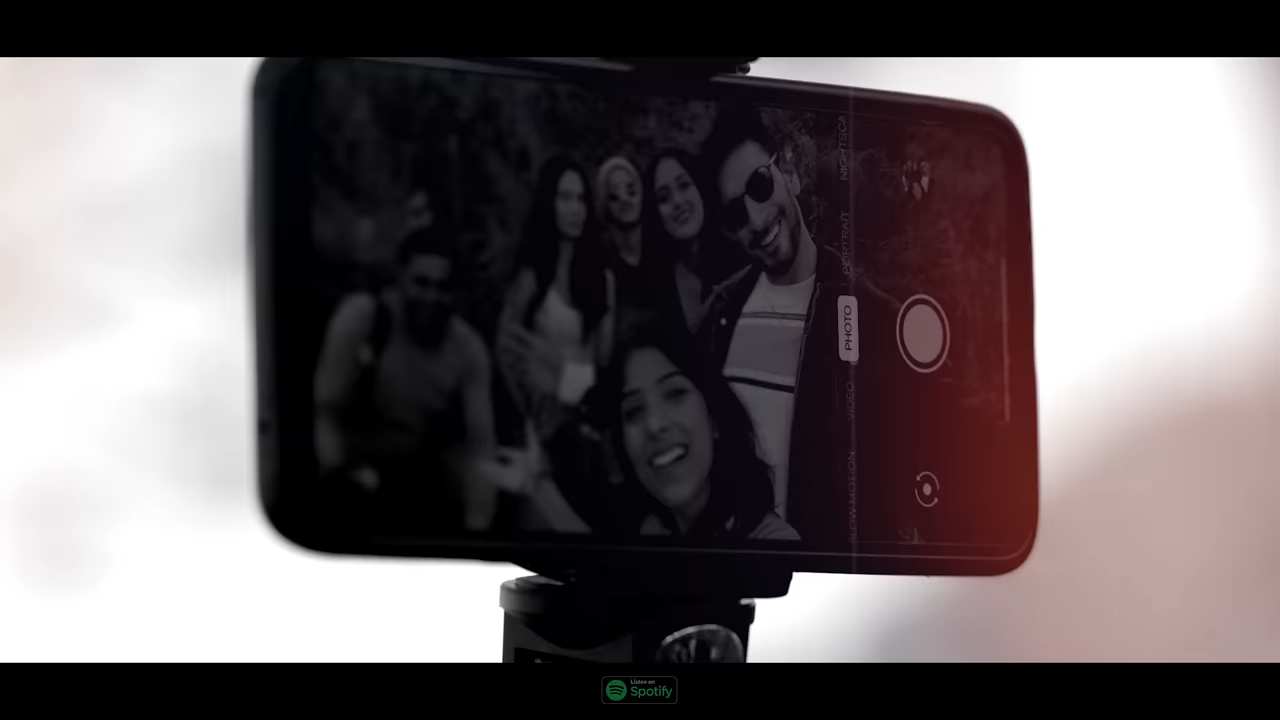 NIGHTSCA
PORTRAIT
PHOTO
VIDEO
SLOW MOTION
Listen on
Spotify